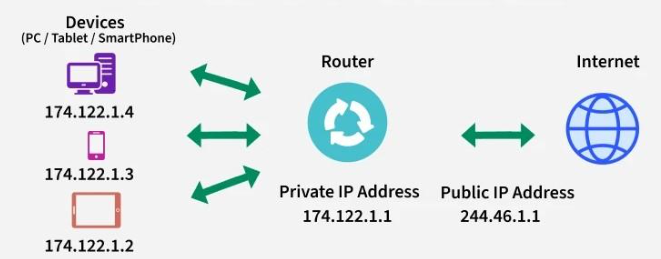 Devices
(PC / Tablet / SmartPhone)
174.122.1.4
174.122.1.3
174.122.1.2
Router
Private IP Address
174.122.1.1
Public IP Address
244.46.1.1
Internet